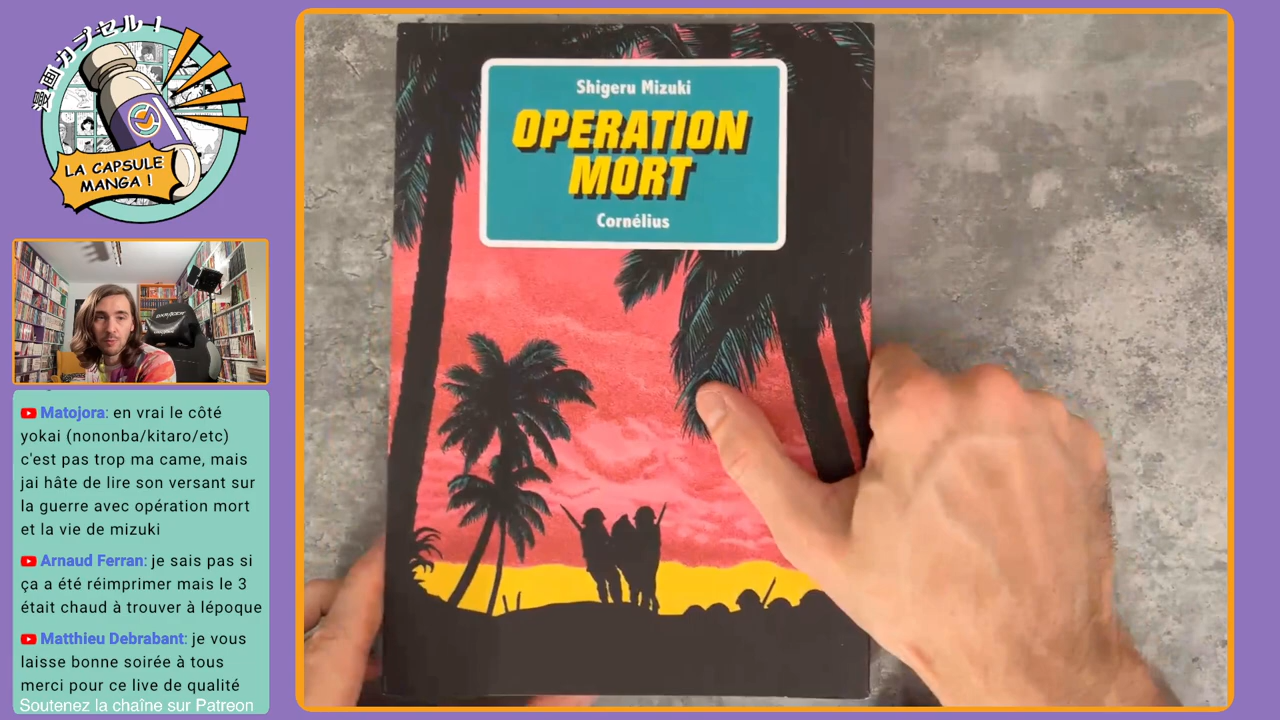 漫画カプセル!
LA CAPSULE
MANGA !
Shigeru Mizuki
OPERATION
MORT
Cornélius
Matojora: en vrai le côté
yokai (nononba/kitaro/etc)
c'est pas trop ma came, mais
jai hâte de lire son versant sur
la guerre avec opération mort
et la vie de mizuki
Arnaud Ferran: je sais pas si
ça a été réimprimer mais le 3
était chaud à trouver à lépoque
Matthieu Debrabant: je vous
laisse bonne soirée à tous
merci pour ce live de qualité
Soutenez la chaîne sur Patreon